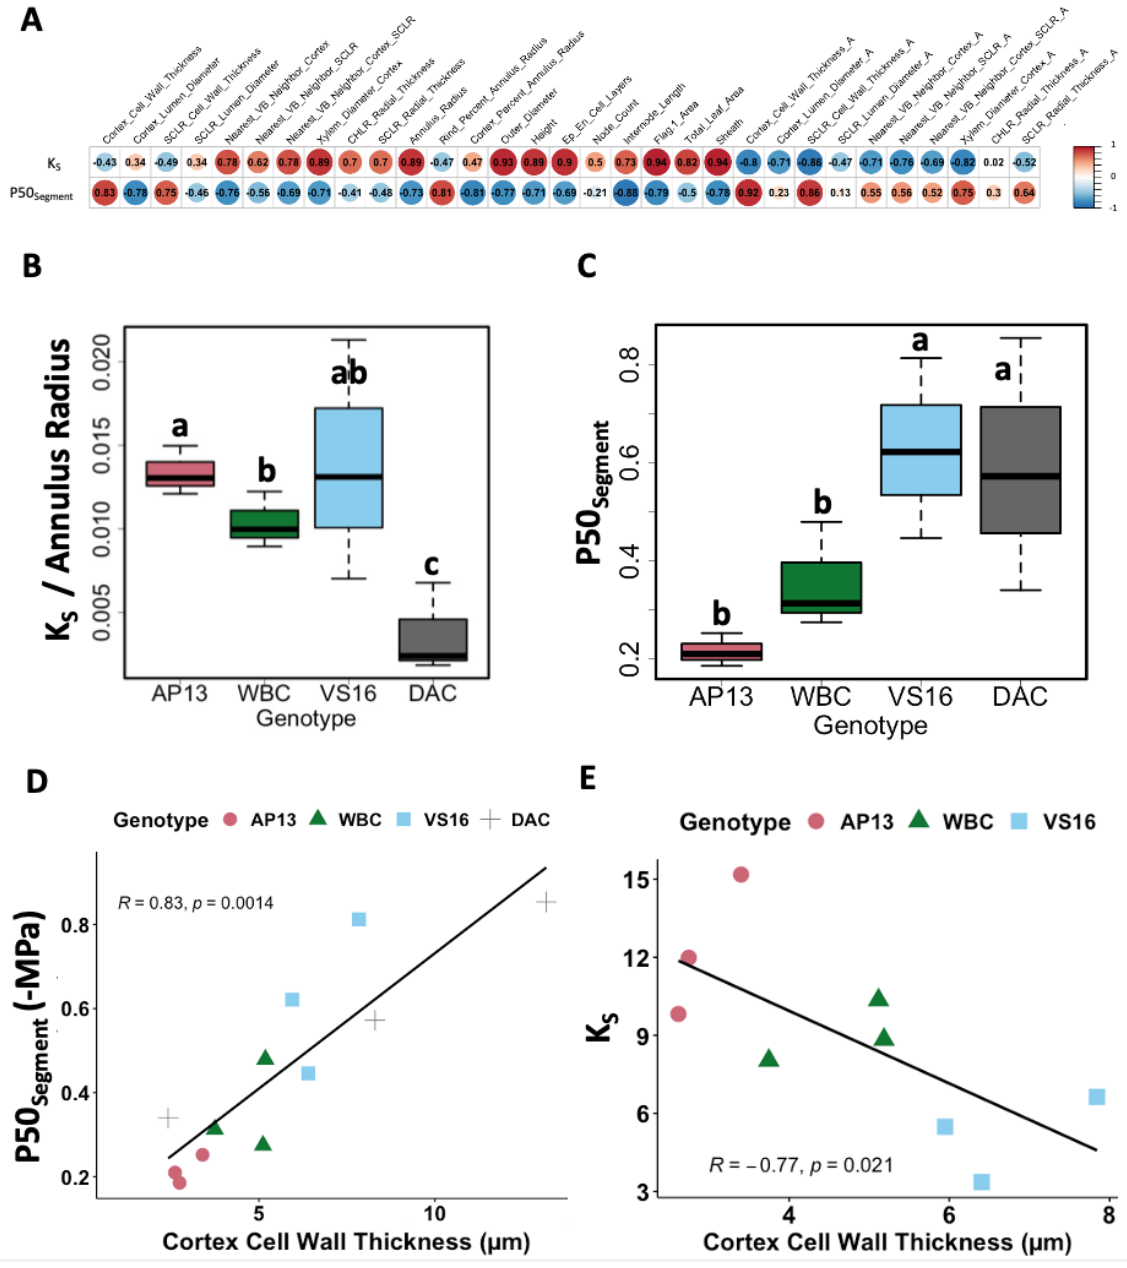 A
Cortex_Cell_Wall_Thickness
Cortex_Lumen_Diameter
SCLR_Cell_Wall_Thickness
SCLR_Lumen_Diameter
Nearest_VB_Neighbor_Cortex
Nearest_VB_Neighbor_SCLR
Nearest_VB_Neighbor_Cortex_SCLR
Xylem_Diameter_Cortex
CHLR_Radial_Thickness
SCLR_Radial_Thickness
Annulus_Radius
Rind_Percent_Annulus_Radius
Cortex_Percent_Annulus_Radius
Outer_Diameter
Height
Ep_En_Cell_Layers
Node_Count
Internode_Length
Flag.1_Area
Total_Leaf_Area
Sheath
Cortex_Cell_Wall_Thickness_A
Cortex_Lumen_Diameter_A
SCLR_Cell_Wall_Thickness_A
SCLR_Lumen_Diameter_A
Nearest_VB_Neighbor_Cortex_A
Nearest_VB_Neighbor_SCLR_A
Nearest_VB_Neighbor_Cortex_SCLR_A
Xylem_Diameter_Cortex_A
CHLR_Radial_Thickness_A
SCLR_Radial_Thickness_A
KS -0.43 0.34 -0.49 0.34 0.78 0.62 0.78 0.89 0.7 0.7 0.89 -0.47 0.47 0.93 0.89 0.9 0.5 0.73 0.94 0.82 0.94 -0.8 -0.71 -0.86 -0.47 -0.71 -0.76 -0.69 -0.82 0.02 -0.52
P50Segment 0.83 -0.78 0.75 -0.46 -0.76 -0.56 -0.69 -0.71 -0.41 -0.48 -0.73 0.81 -0.81 -0.77 -0.71 -0.69 -0.21 -0.88 -0.79 -0.5 -0.78 0.92 0.23 0.86 0.13 0.55 0.56 0.52 0.75 0.3 0.64
1
0
-1
B
KS / Annulus Radius
0.020
0.015
0.010
0.005
a
b
ab
c
AP13 WBC VS16 DAC
Genotype
C
P50Segment
0.8
0.6
0.4
0.2
b
b
a
a
AP13 WBC VS16 DAC
Genotype
D
Genotype AP13 WBC VS16 DAC
R = 0.83, p = 0.0014
P50Segment (-MPa)
0.8
0.6
0.4
0.2
5 10
Cortex Cell Wall Thickness (μm)
E
Genotype AP13 WBC VS16
KS
15
12
9
6
3
R = −0.77, p = 0.021
4 6 8
Cortex Cell Wall Thickness (μm)